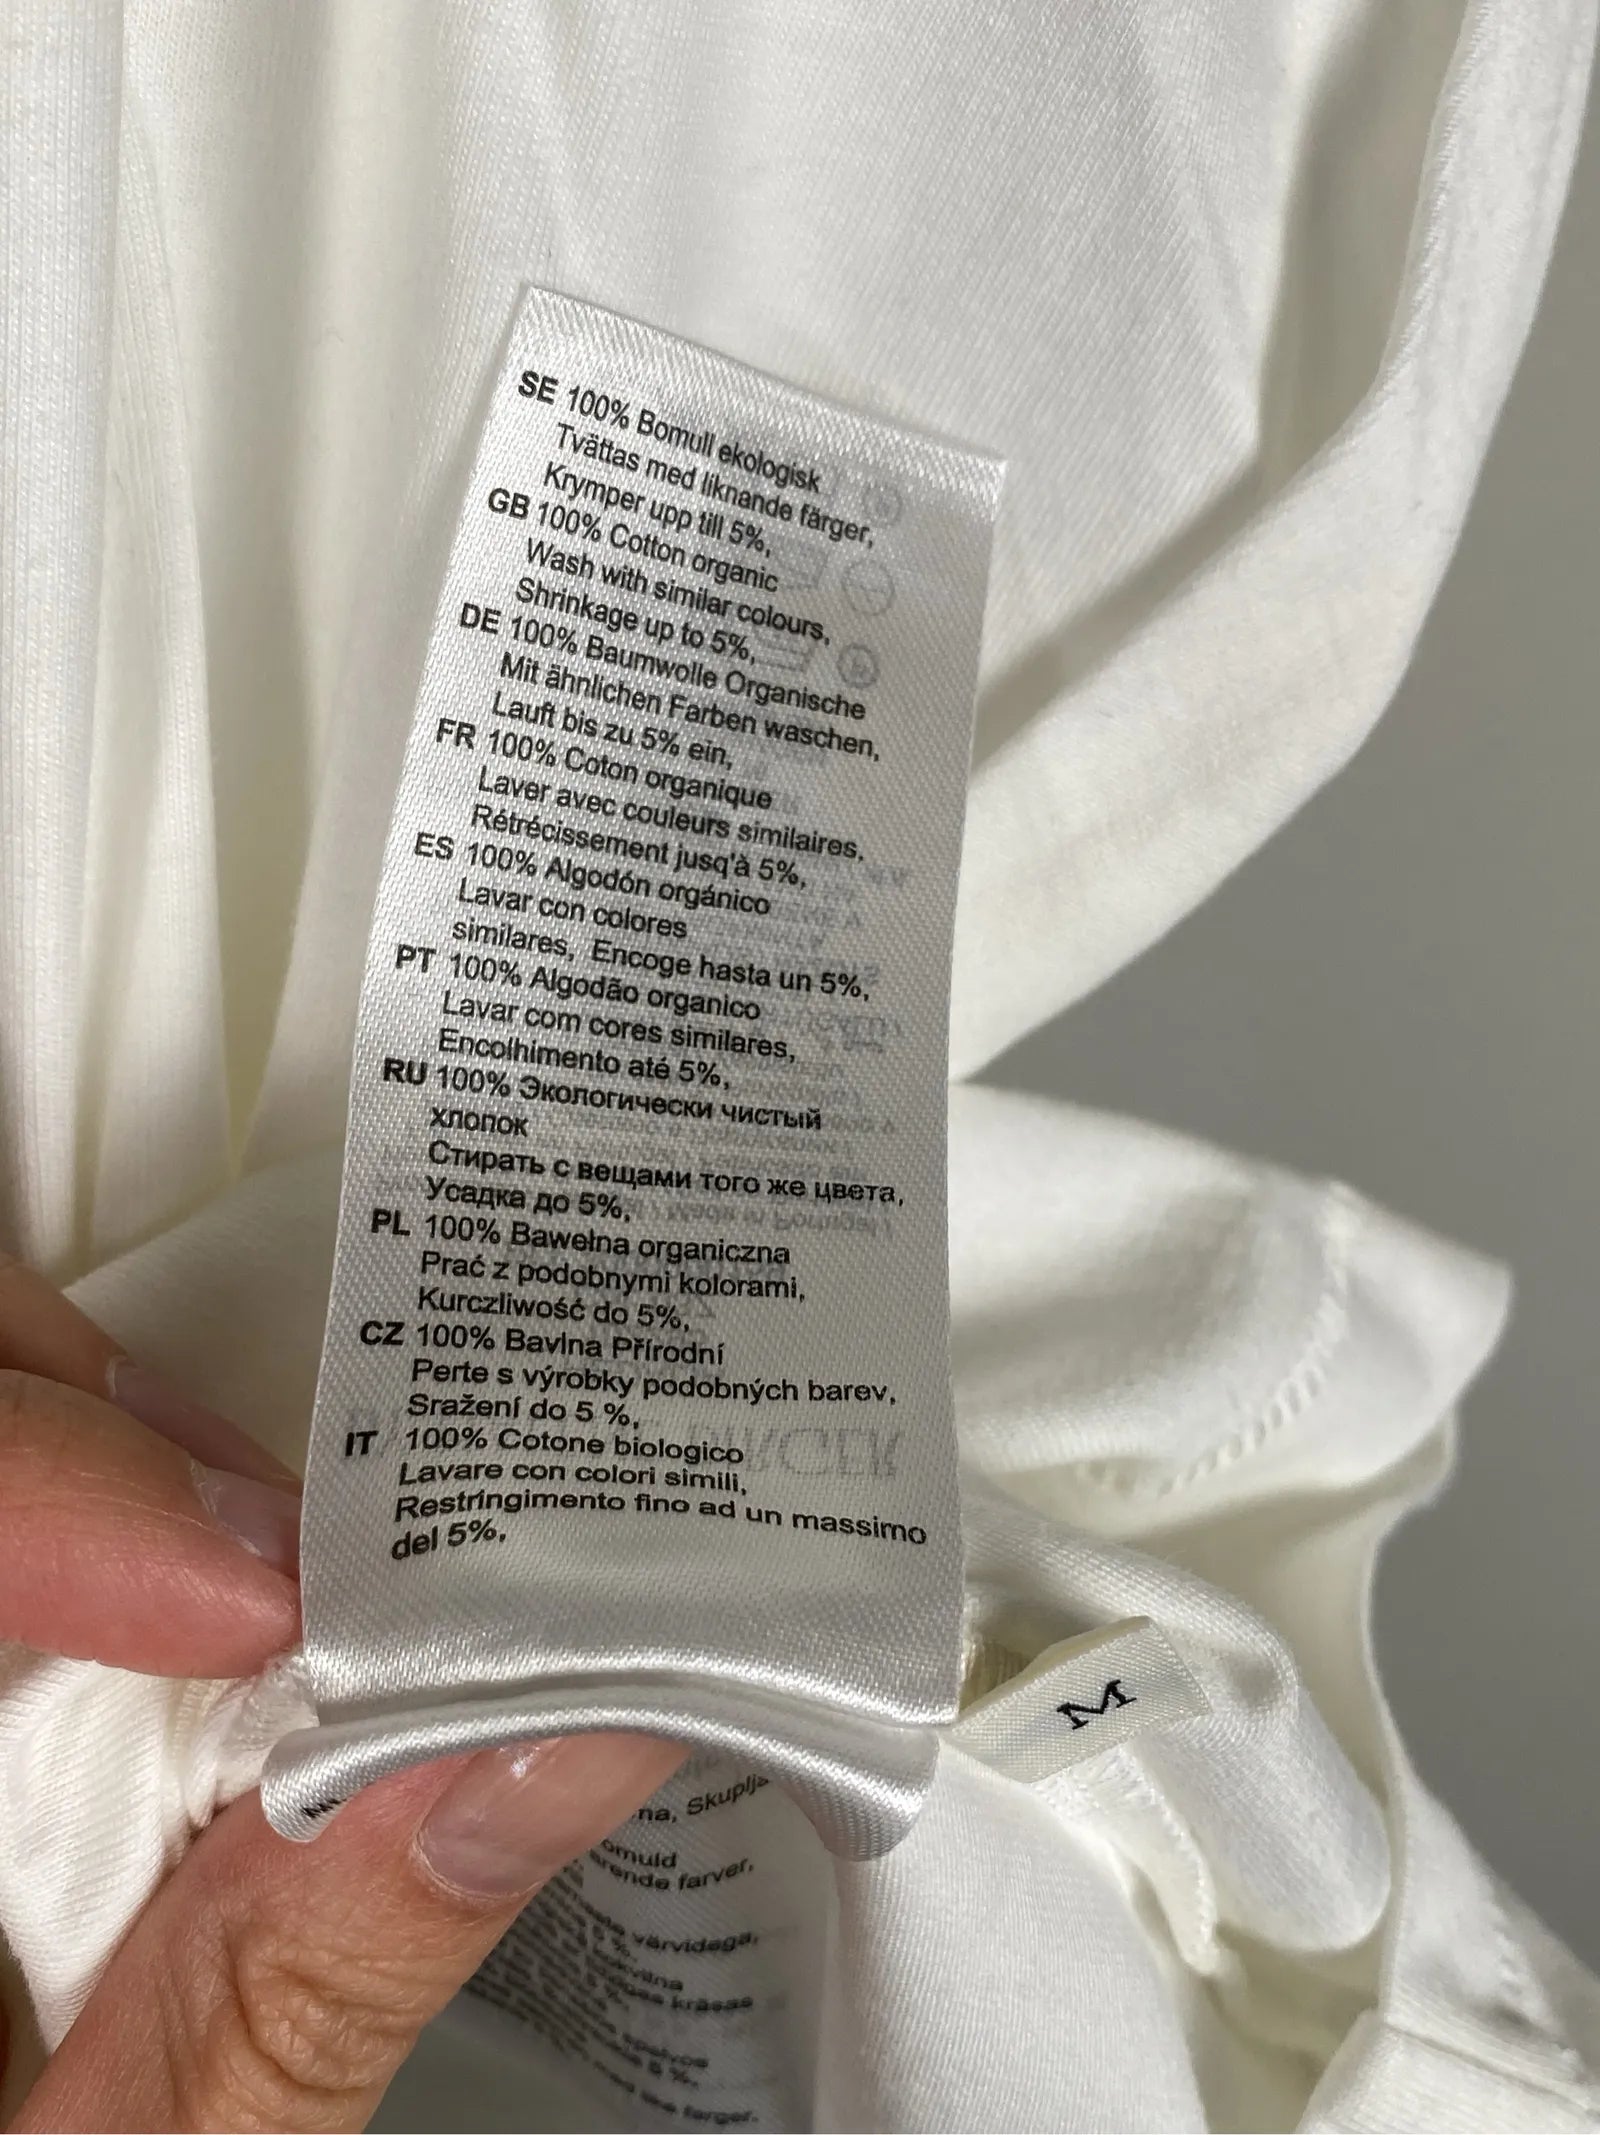 SE 100% Bomull ekologisk
Tvättas med liknande färger,
Krymper upp till 5%,
GB 100% Cotton organic
Wash with similar colours,
Shrinkage up to 5%,
DE 100% Baumwolle Organische
Mit ähnlichen Farben waschen,
Lauft bis zu 5% ein,
FR 100% Coton organique
Laver avec couleurs similaires,
Rétrécissement jusq'à 5%,
ES 100% Algodón orgánico
Lavar con colores
similares, Encoge hasta un 5%,
PT 100% Algodão organico
Lavar com cores similares,
Encolhimento até 5%,
RU 100% Экологически чистый
хлопок
Стирать с вещами того же цвета,
Усадка до 5%,
PL 100% Bawełna organiczna
Prać z podobnymi kolorami,
Kurczliwość do 5%,
CZ 100% Bavlna Přírodní
Perte s výrobky podobných barev,
Sražení do 5 %,
IT 100% Cotone biologico
Lavare con colori simili,
Restringimento fino ad un massimo
del 5%,
M
farver,
värvidega,
krāsas
farger.